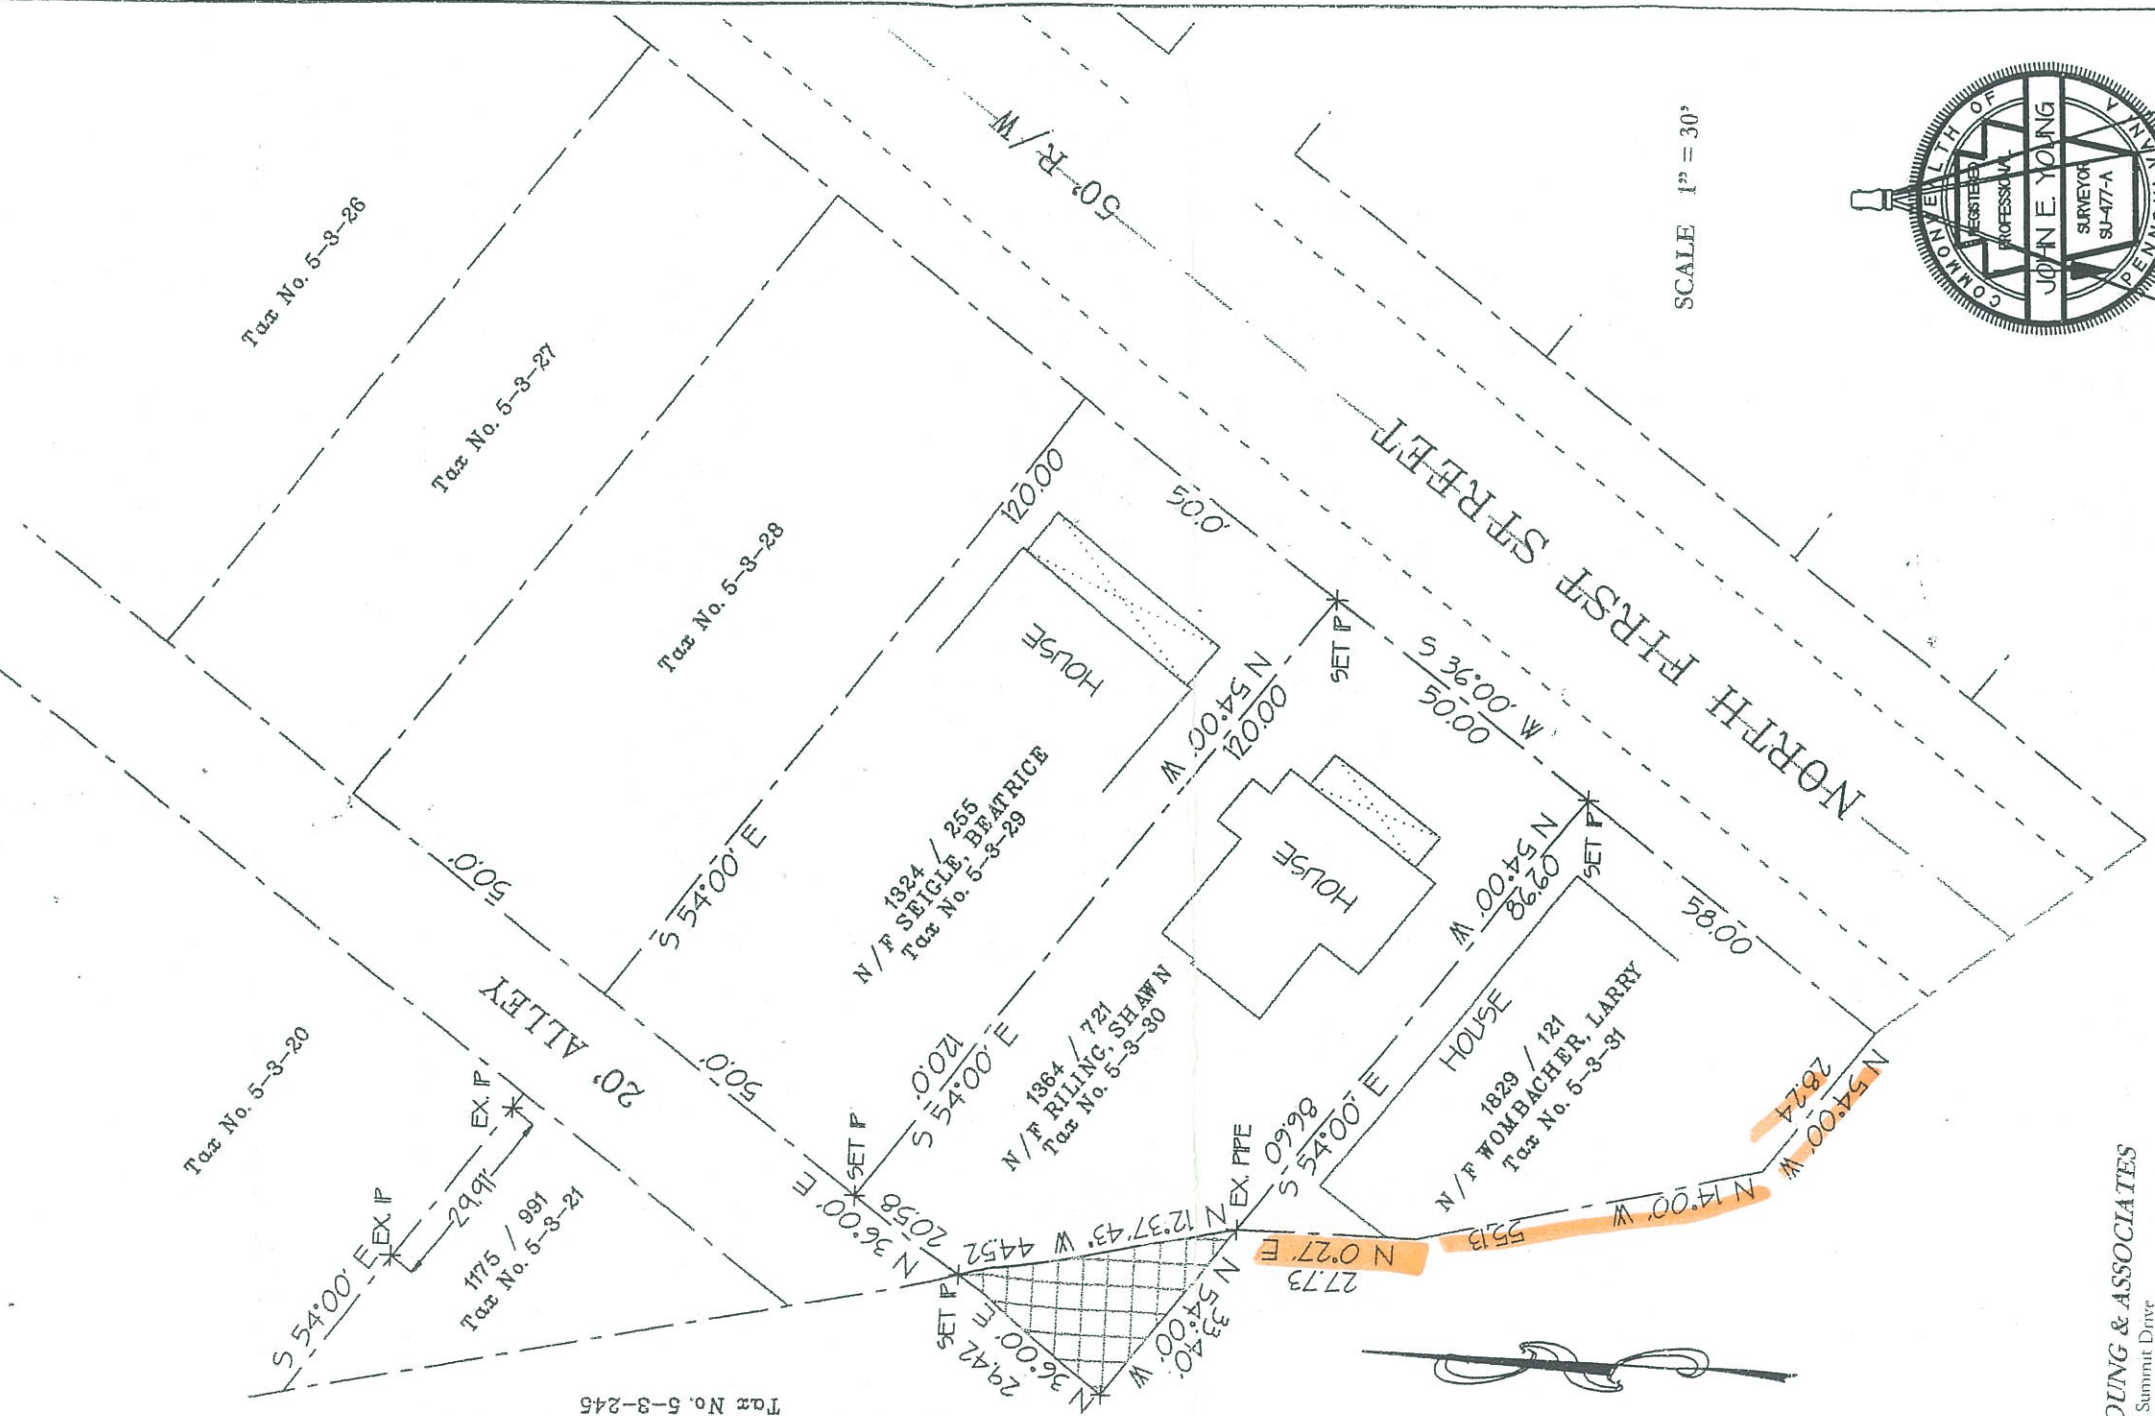 Tax No. 5-3-26
Tax No. 5-3-27
Tax No. 5-3-28
50' R/W
NORTH FIRST STREET
SCALE 1" = 30'
COMMONWEALTH OF
REGISTERED
PROFESSIONAL
JOHN E. YOUNG
SURVEYOR
SU-477-A
120.00
50.0'
HOUSE
N 54°00' W
120.00
SET IP
S 36°00' W
50.00
50.0'
S 54°00' E
1324 / 255
N/F SEIGLE, BEATRICE
Tax No. 5-3-29
HOUSE
N 54°00' W
86.60
SET IP
58.00
20' ALLEY
50.0'
120.0'
S 54°00' E
1364 / 721
N/F RILING, SHAWN
Tax No. 5-3-30
86.60
S 54°00' E
HOUSE
1829 / 121
N/F WOMBACHER, LARRY
Tax No. 5-3-31
N 54°00' W
28.24
Tax No. 5-3-20
EX. IP
EX. IP
29.91'
S 54°00' E
1175 / 991
Tax No. 5-3-21
SET IP
N 36°00' E
20.58
SET IP
N 12°37'43" W
44.52
EX. PIPE
N 0°27' E
27.73
N 14°00' W
55.13
29.42
N 36°00' E
33.40'
N 54°00' W
Tax No. 5-3-245
OUNG & ASSOCIATES
Summit Drive